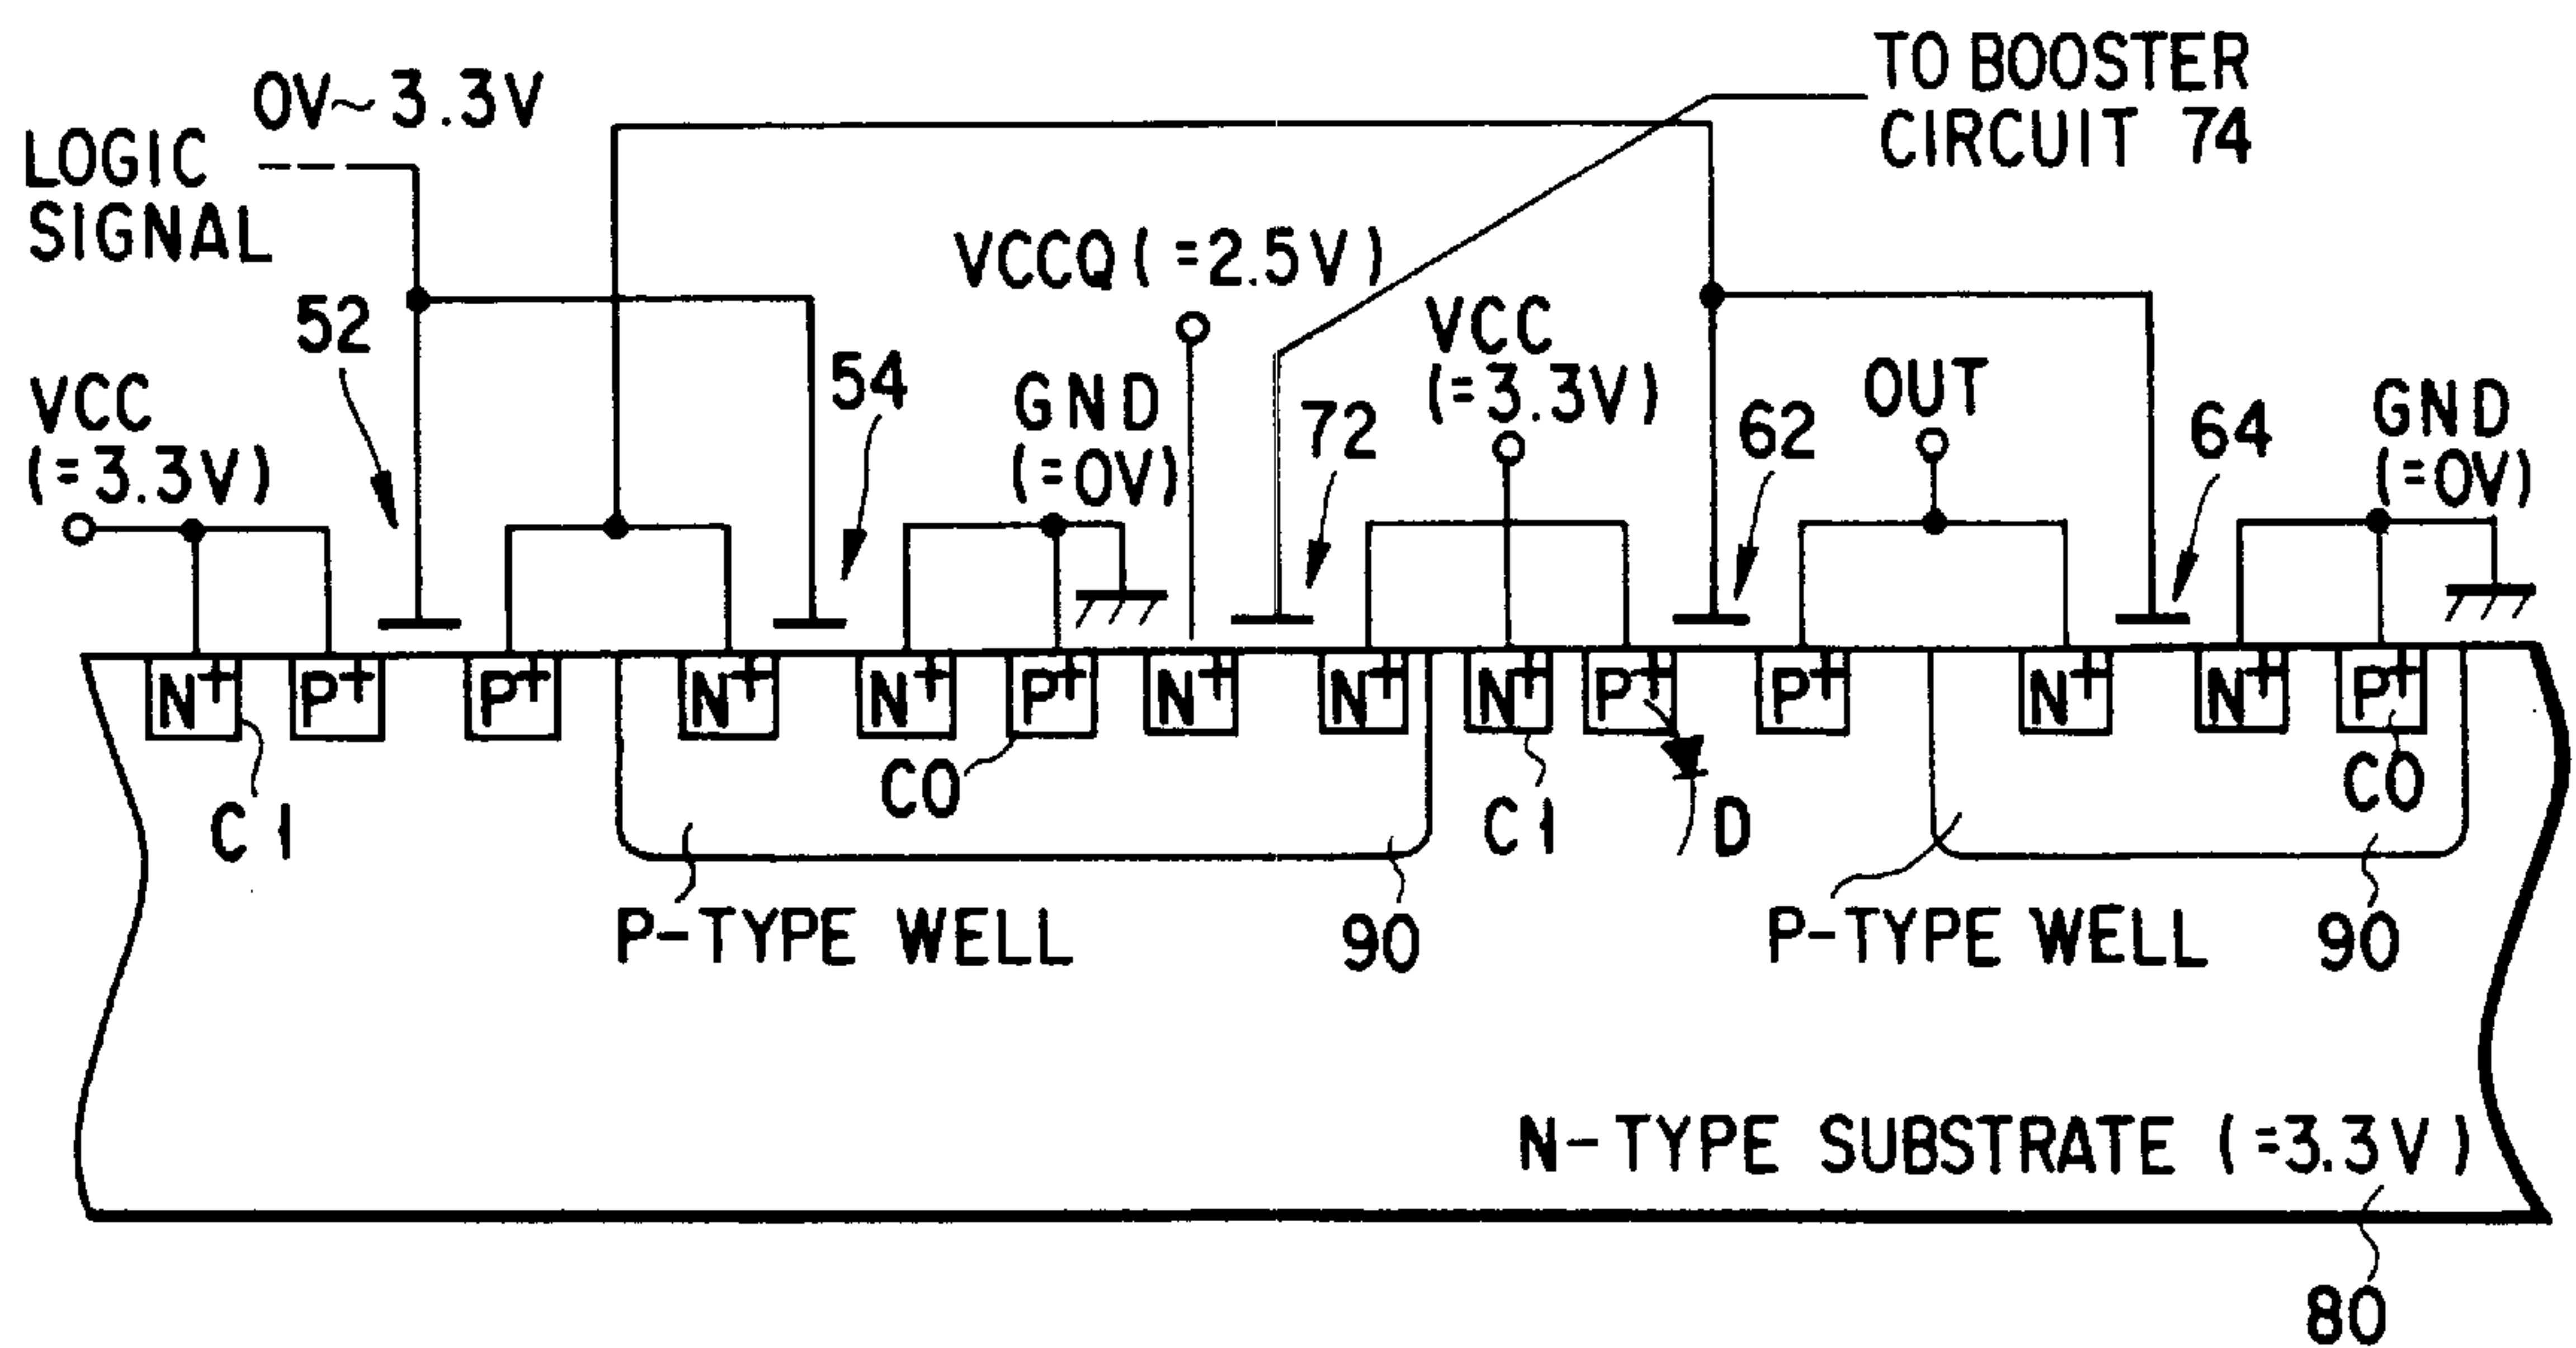 TO BOOSTER
CIRCUIT 74
0V~3.3V
LOGIC
SIGNAL
VCCQ(=2.5V)
52
54
VCC
(=3.3V)
GND
(=0V)
72
VCC
(=3.3V)
62
OUT
64
GND
(=0V)
N+ P+ P+ N+ N+ P+ N+ N+ N+ P+ P+ N+ N+ P+
C1
C0
C1
D
C0
P-TYPE WELL
90
P-TYPE WELL
90
N-TYPE SUBSTRATE (=3.3V)
80